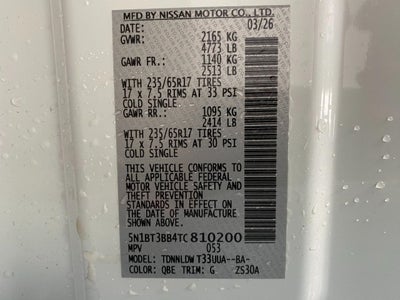 MFD BY NISSAN MOTOR CO., LTD.
DATE: 03/26
GVWR: 2165 KG
4773 LB
GAWR FR.: 1140 KG
2513 LB
WITH 235/65R17 TIRES
17 x 7.5 RIMS AT 33 PSI
COLD SINGLE
GAWR RR.: 1095 KG
2414 LB
WITH 235/65R17 TIRES
17 x 7.5 RIMS AT 30 PSI
COLD SINGLE
THIS VEHICLE CONFORMS TO
ALL APPLICABLE FEDERAL
MOTOR VEHICLE SAFETY AND
THEFT PREVENTION
STANDARDS IN EFFECT ON
THE DATE OF MANUFACTURE
SHOWN ABOVE.
5N1BT3BB4TC810200
MPV 053
MODEL: TDNNLDW T33UUA--BA-
COLOR: QBE TRIM: G ZS30A